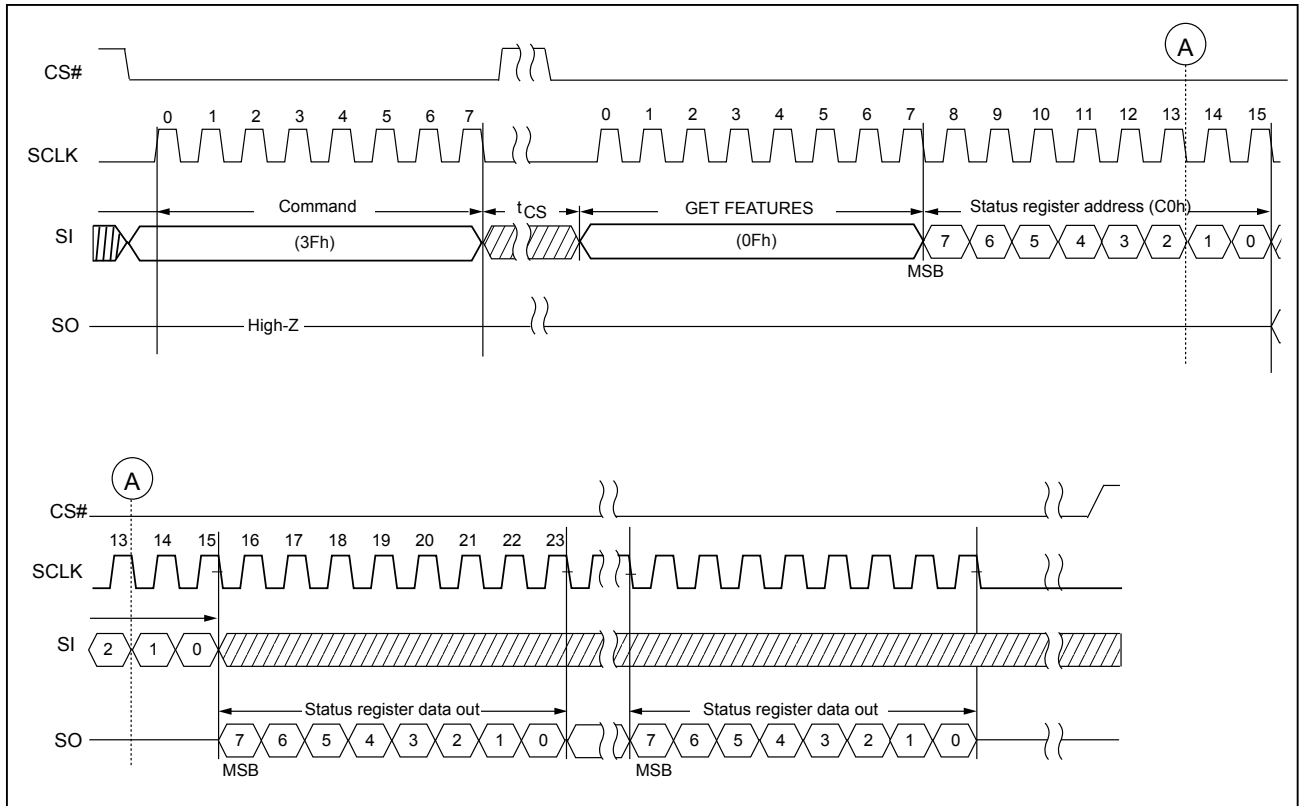 A
CS#
0 1 2 3 4 5 6 7 0 1 2 3 4 5 6 7 8 9 10 11 12 13 14 15
SCLK
Command tCS GET FEATURES Status register address (C0h)
SI (3Fh) (0Fh) 7 6 5 4 3 2 1 0
MSB
SO High-Z
A
CS#
13 14 15 16 17 18 19 20 21 22 23
SCLK
SI 2 1 0
Status register data out Status register data out
SO 7 6 5 4 3 2 1 0 7 6 5 4 3 2 1 0
MSB MSB